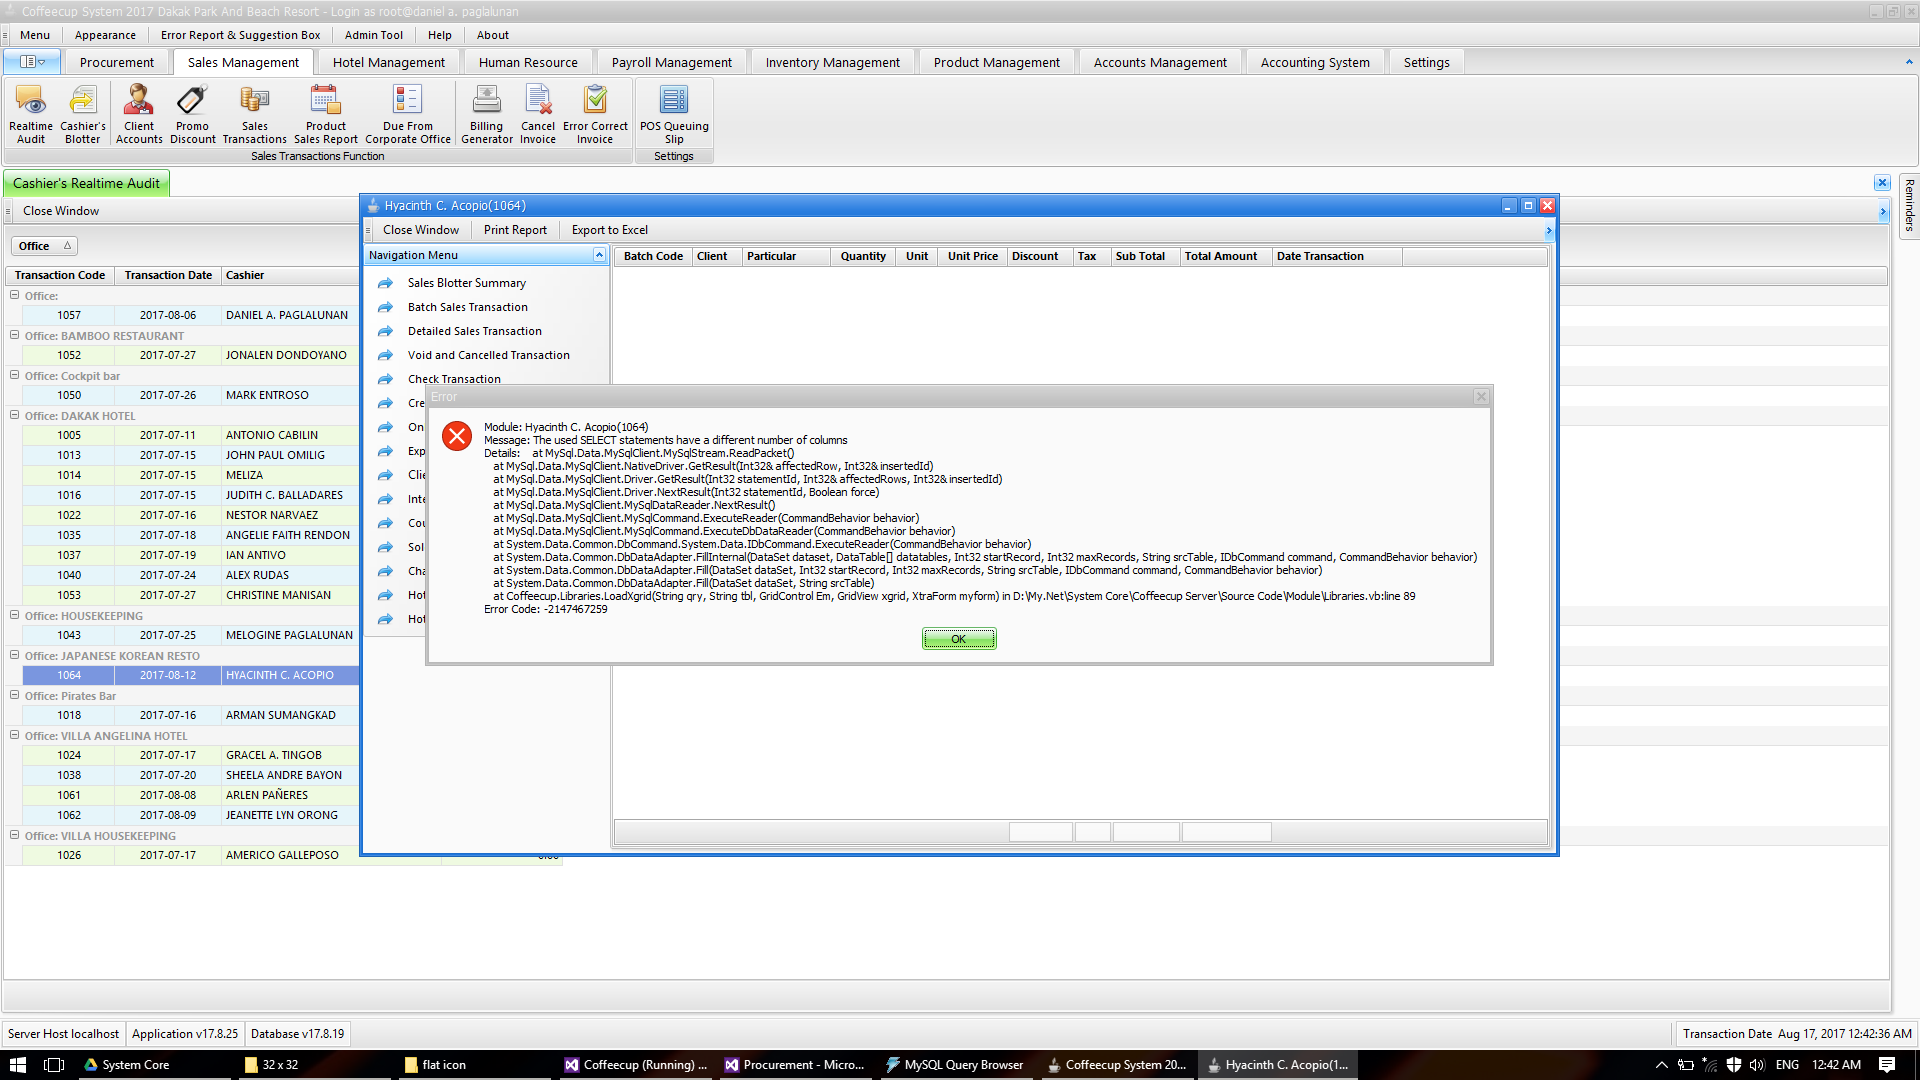 Coffeecup System 2017 Dakak Park And Beach Resort - Login as root@daniel a. paglalunan
Menu Appearance Error Report & Suggestion Box Admin Tool Help About
Procurement Sales Management Hotel Management Human Resource Payroll Management Inventory Management Product Management Accounts Management Accounting System Settings
Realtime Audit
Cashier's Blotter
Client Accounts
Promo Discount
Sales Transactions
Product Sales Report
Due From Corporate Office
Billing Generator
Cancel Invoice
Error Correct Invoice
POS Queuing Slip
Sales Transactions Function
Settings
Cashier's Realtime Audit
Reminders
Close Window
Office
Transaction Code Transaction Date Cashier
Office:
1057 2017-08-06 DANIEL A. PAGLALUNAN
Office: BAMBOO RESTAURANT
1052 2017-07-27 JONALEN DONDOYANO
Office: Cockpit bar
1050 2017-07-26 MARK ENTROSO
Office: DAKAK HOTEL
1005 2017-07-11 ANTONIO CABILIN
1013 2017-07-15 JOHN PAUL OMILIG
1014 2017-07-15 MELIZA
1016 2017-07-15 JUDITH C. BALLADARES
1022 2017-07-16 NESTOR NARVAEZ
1035 2017-07-18 ANGELIE FAITH RENDON
1037 2017-07-19 IAN ANTIVO
1040 2017-07-24 ALEX RUDAS
1053 2017-07-27 CHRISTINE MANISAN
Office: HOUSEKEEPING
1043 2017-07-25 MELOGINE PAGLALUNAN
Office: JAPANESE KOREAN RESTO
1064 2017-08-12 HYACINTH C. ACOPIO
Office: Pirates Bar
1018 2017-07-16 ARMAN SUMANGKAD
Office: VILLA ANGELINA HOTEL
1024 2017-07-17 GRACEL A. TINGOB
1038 2017-07-20 SHEELA ANDRE BAYON
1061 2017-08-08 ARLEN PAÑERES
1062 2017-08-09 JEANETTE LYN ORONG
Office: VILLA HOUSEKEEPING
1026 2017-07-17 AMERICO GALLEPOSO
Hyacinth C. Acopio(1064)
Close Window Print Report Export to Excel
Navigation Menu
Sales Blotter Summary
Batch Sales Transaction
Detailed Sales Transaction
Void and Cancelled Transaction
Check Transaction
Cre
On
Exp
Clie
Inte
Cou
Sol
Cha
Hot
Hot
Batch Code Client Particular Quantity Unit Unit Price Discount Tax Sub Total Total Amount Date Transaction
Error
Module: Hyacinth C. Acopio(1064)
Message: The used SELECT statements have a different number of columns
Details: at MySql.Data.MySqlClient.MySqlStream.ReadPacket()
at MySql.Data.MySqlClient.NativeDriver.GetResult(Int32& affectedRow, Int32& insertedId)
at MySql.Data.MySqlClient.Driver.GetResult(Int32 statementId, Int32& affectedRows, Int32& insertedId)
at MySql.Data.MySqlClient.Driver.NextResult(Int32 statementId, Boolean force)
at MySql.Data.MySqlClient.MySqlDataReader.NextResult()
at MySql.Data.MySqlClient.MySqlCommand.ExecuteReader(CommandBehavior behavior)
at MySql.Data.MySqlClient.MySqlCommand.ExecuteDbDataReader(CommandBehavior behavior)
at System.Data.Common.DbCommand.System.Data.IDbCommand.ExecuteReader(CommandBehavior behavior)
at System.Data.Common.DbDataAdapter.FillInternal(DataSet dataset, DataTable[] datatables, Int32 startRecord, Int32 maxRecords, String srcTable, IDbCommand command, CommandBehavior behavior)
at System.Data.Common.DbDataAdapter.Fill(DataSet dataSet, Int32 startRecord, Int32 maxRecords, String srcTable, IDbCommand command, CommandBehavior behavior)
at System.Data.Common.DbDataAdapter.Fill(DataSet dataSet, String srcTable)
at Coffeecup.Libraries.LoadXgrid(String qry, String tbl, GridControl Em, GridView xgrid, XtraForm myform) in D:\My.Net\System Core\Coffeecup Server\Source Code\Module\Libraries.vb:line 89
Error Code: -2147467259
OK
Server Host localhost Application v17.8.25 Database v17.8.19
Transaction Date Aug 17, 2017 12:42:36 AM
System Core 32 x 32 flat icon Coffeecup (Running) ... Procurement - Micro... MySQL Query Browser Coffeecup System 20... Hyacinth C. Acopio(1... ENG 12:42 AM